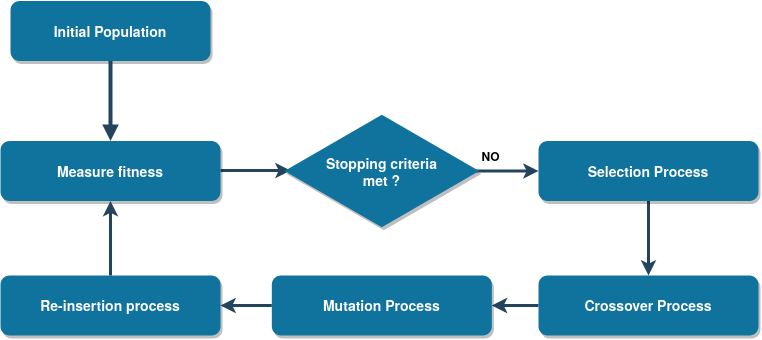 Initial Population
Measure fitness
Stopping criteria
met ?
NO
Selection Process
Re-insertion process
Mutation Process
Crossover Process